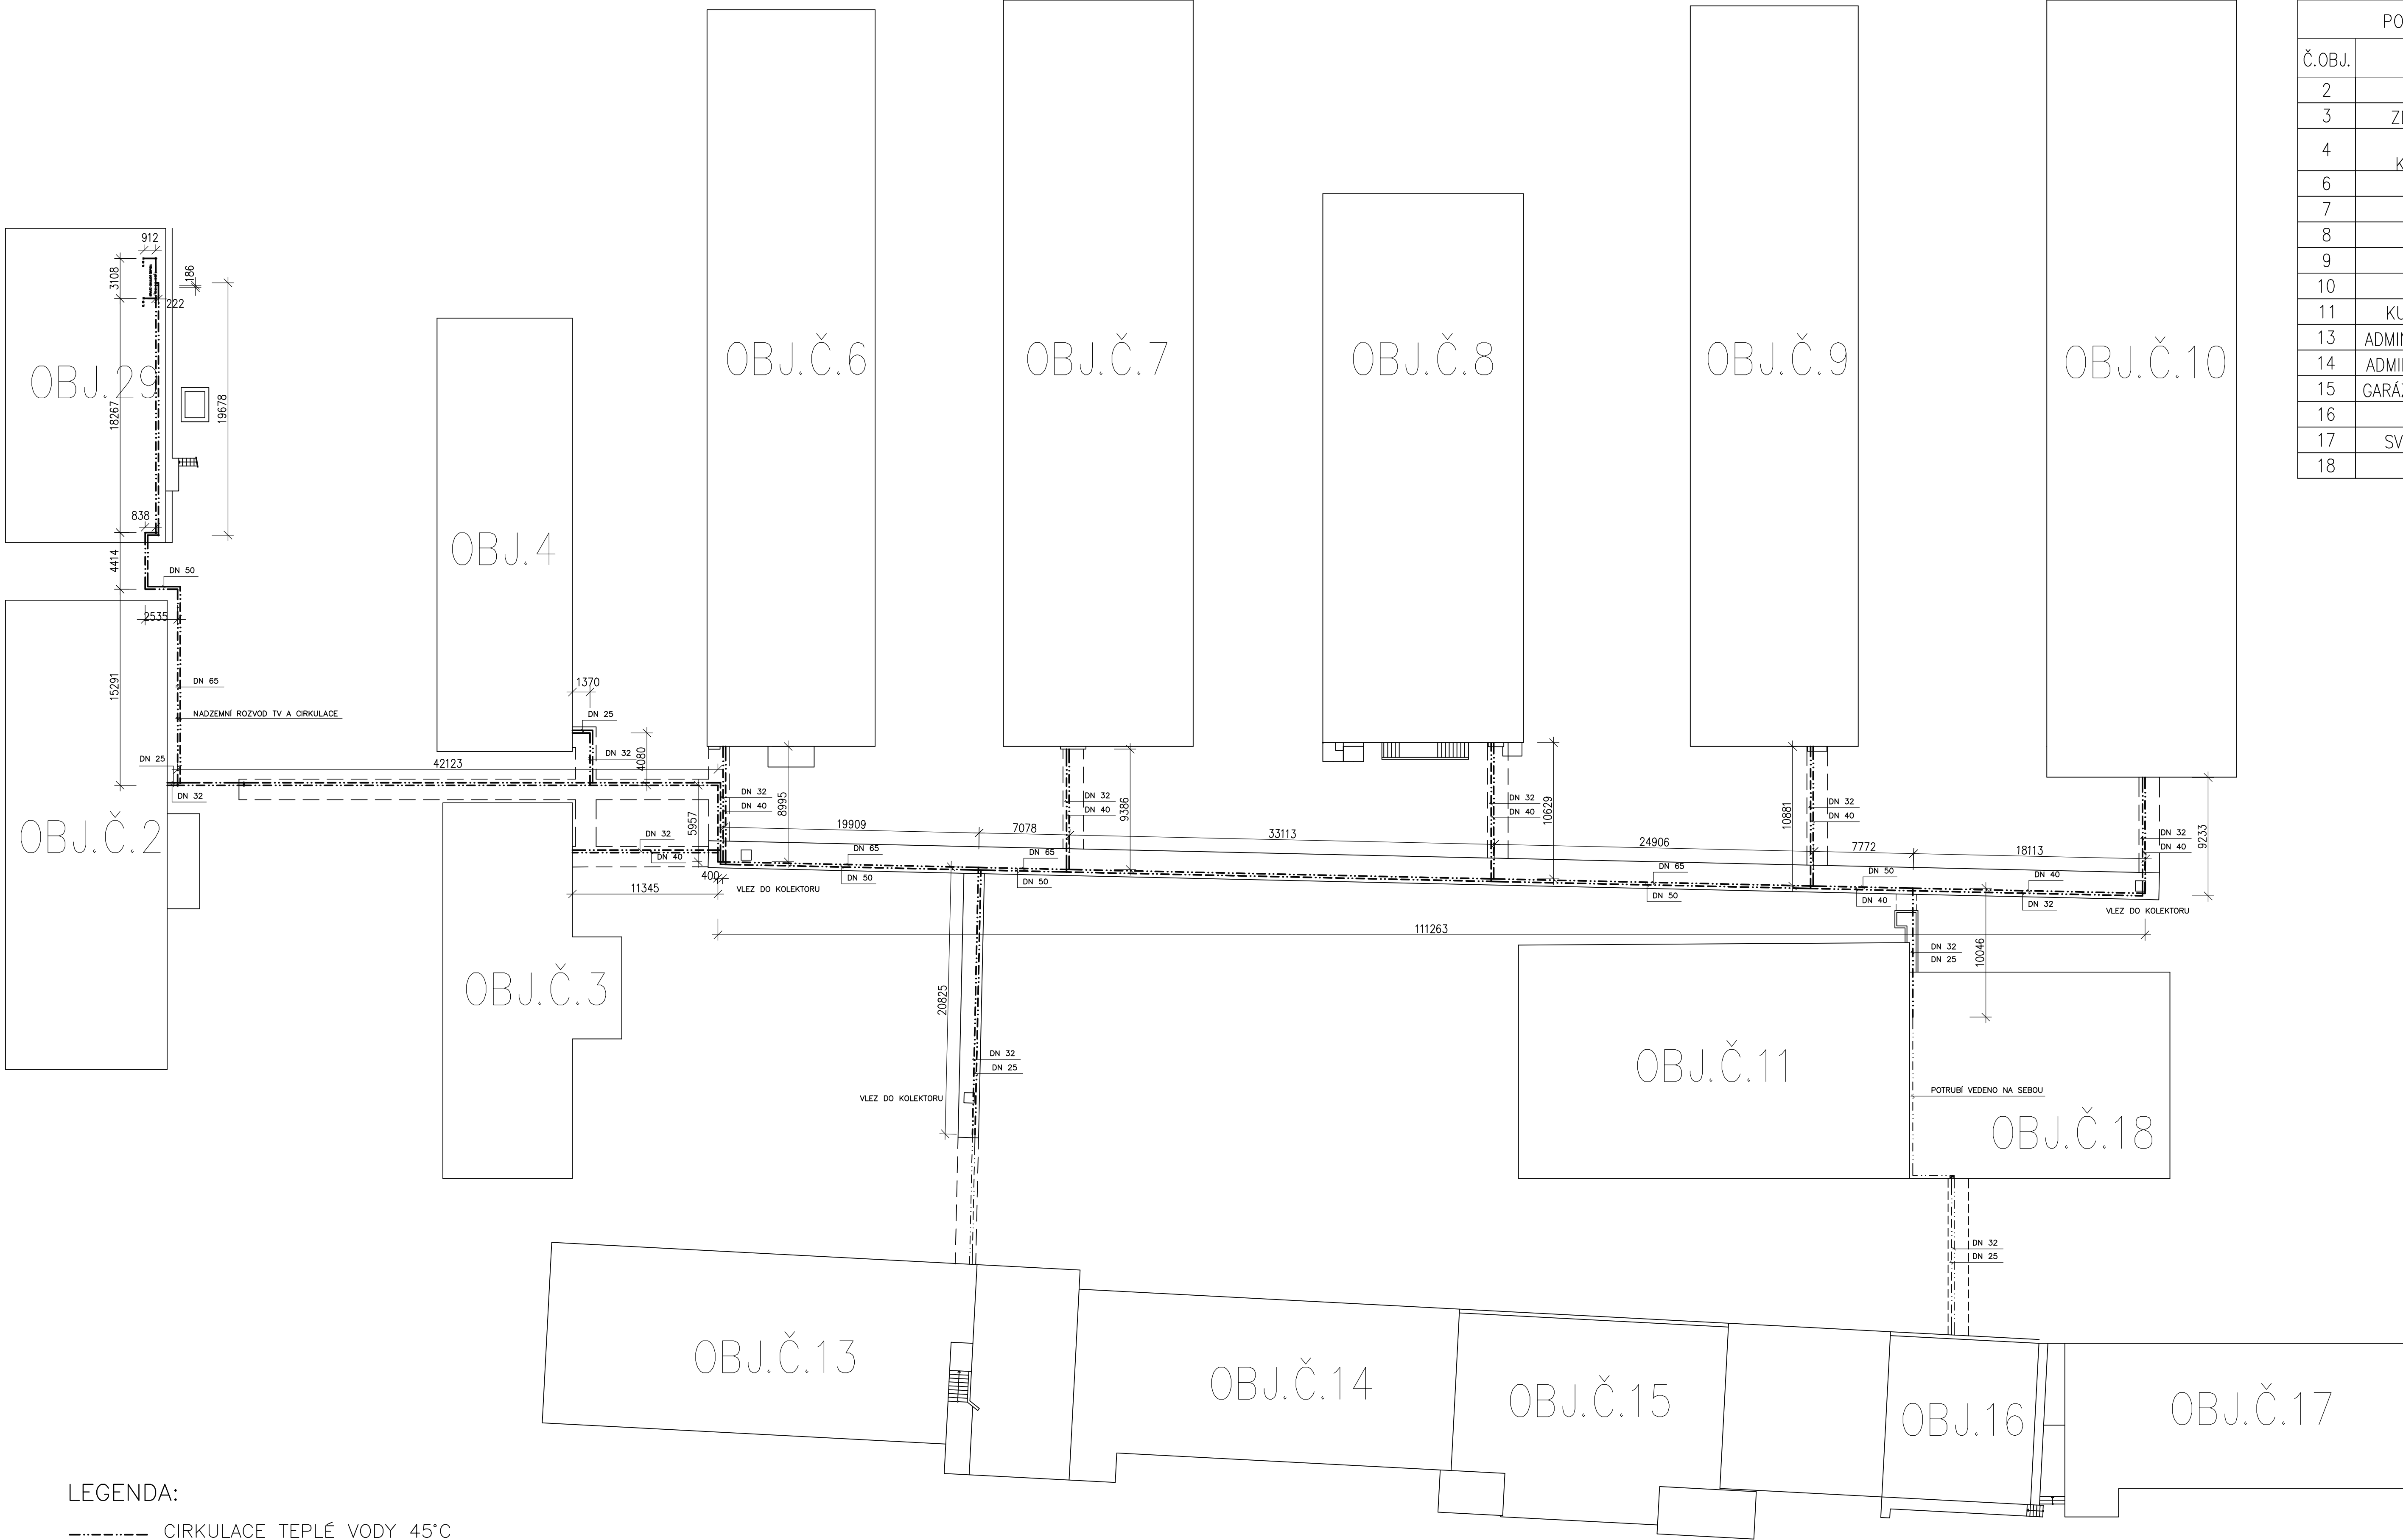 OBJ.29
OBJ.4
OBJ.Č.6
OBJ.Č.7
OBJ.Č.8
OBJ.Č.9
OBJ.Č.10
OBJ.Č.2
OBJ.Č.3
OBJ.Č.11
OBJ.Č.18
OBJ.Č.13
OBJ.Č.14
OBJ.Č.15
OBJ.16
OBJ.Č.17
912
3108
186
222
18267
19678
838
4414
DN 50
2535
15291
DN 65
NADZEMNÍ ROZVOD TV A CIRKULACE
DN 25
DN 32
42123
1370
DN 25
DN 32
4080
DN 32
DN 40
8995
5957
DN 32
DN 40
11345
400
VLEZ DO KOLEKTORU
19909
DN 65
DN 50
7078
DN 65
DN 50
DN 32
DN 40
9386
33113
DN 32
DN 40
10629
24906
DN 65
DN 50
10881
DN 32
DN 40
7772
DN 50
DN 40
18113
DN 40
DN 32
DN 32
DN 40
9233
VLEZ DO KOLEKTORU
111263
20825
DN 32
DN 25
VLEZ DO KOLEKTORU
DN 32
DN 25
10046
POTRUBÍ VEDENO NA SEBOU
DN 32
DN 25
PO
Č.OBJ.
2
3 ZI
4 K
6
7
8
9
10
11 KU
13 ADMIN
14 ADMI
15 GARÁ
16
17 SV
18
LEGENDA:
CIRKULACE TEPLÉ VODY 45°C